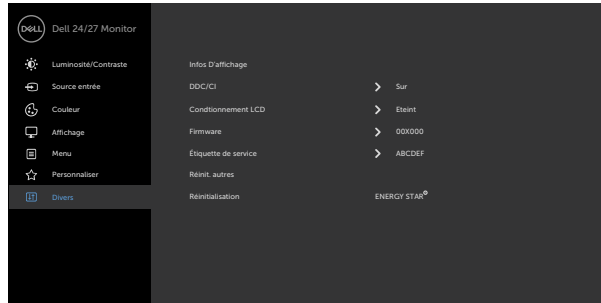 DELL Dell 24/27 Monitor
Luminosité/Contraste
Source entrée
Couleur
Affichage
Menu
Personnaliser
Divers
Infos D'affichage
DDC/CI Sur
Condtionnement LCD Eteint
Firmware 00X000
Étiquette de service ABCDEF
Réinit. autres
Réinitialisation ENERGY STAR®